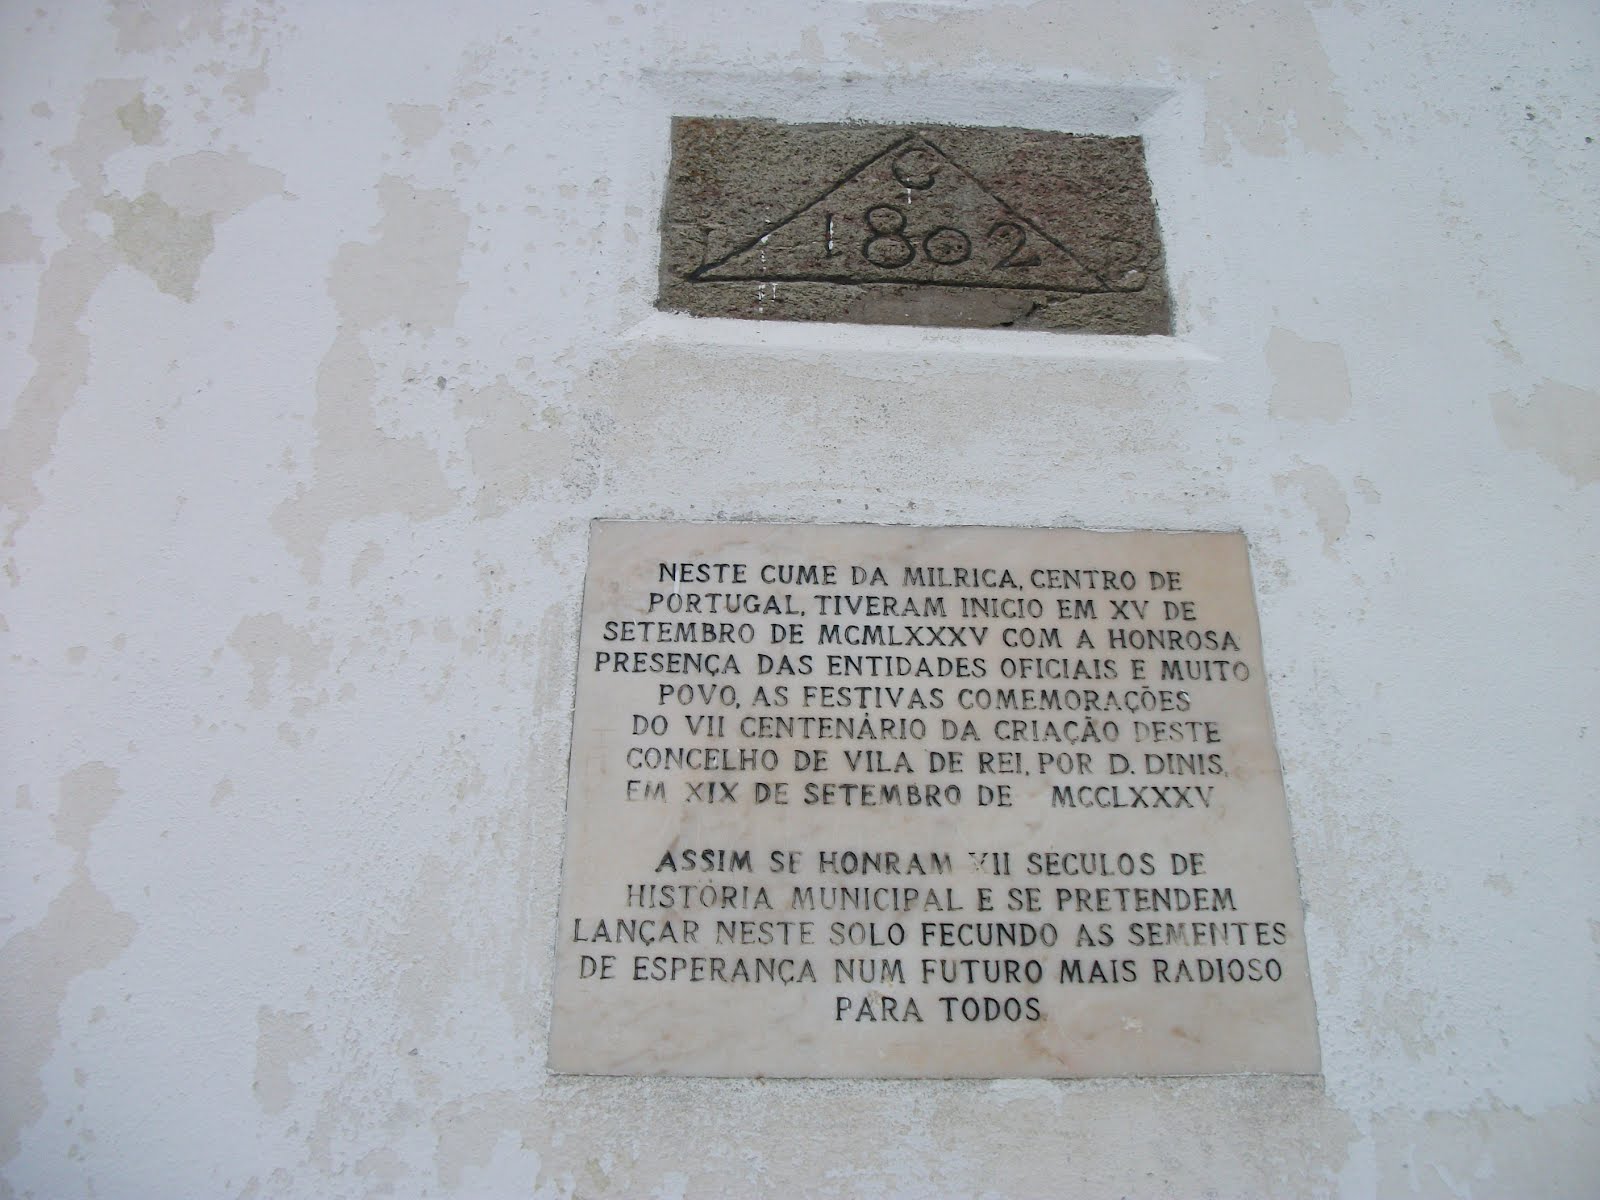 C
1802
NESTE CUME DA MILRICA, CENTRO DE
PORTUGAL, TIVERAM INICIO EM XV DE
SETEMBRO DE MCMLXXXV COM A HONROSA
PRESENÇA DAS ENTIDADES OFICIAIS E MUITO
POVO, AS FESTIVAS COMEMORAÇÕES
DO VII CENTENÁRIO DA CRIAÇÃO DESTE
CONCELHO DE VILA DE REI, POR D. DINIS,
EM XIX DE SETEMBRO DE MCCLXXXV
ASSIM SE HONRAM VII SECULOS DE
HISTÓRIA MUNICIPAL E SE PRETENDEM
LANÇAR NESTE SOLO FECUNDO AS SEMENTES
DE ESPERANÇA NUM FUTURO MAIS RADIOSO
PARA TODOS